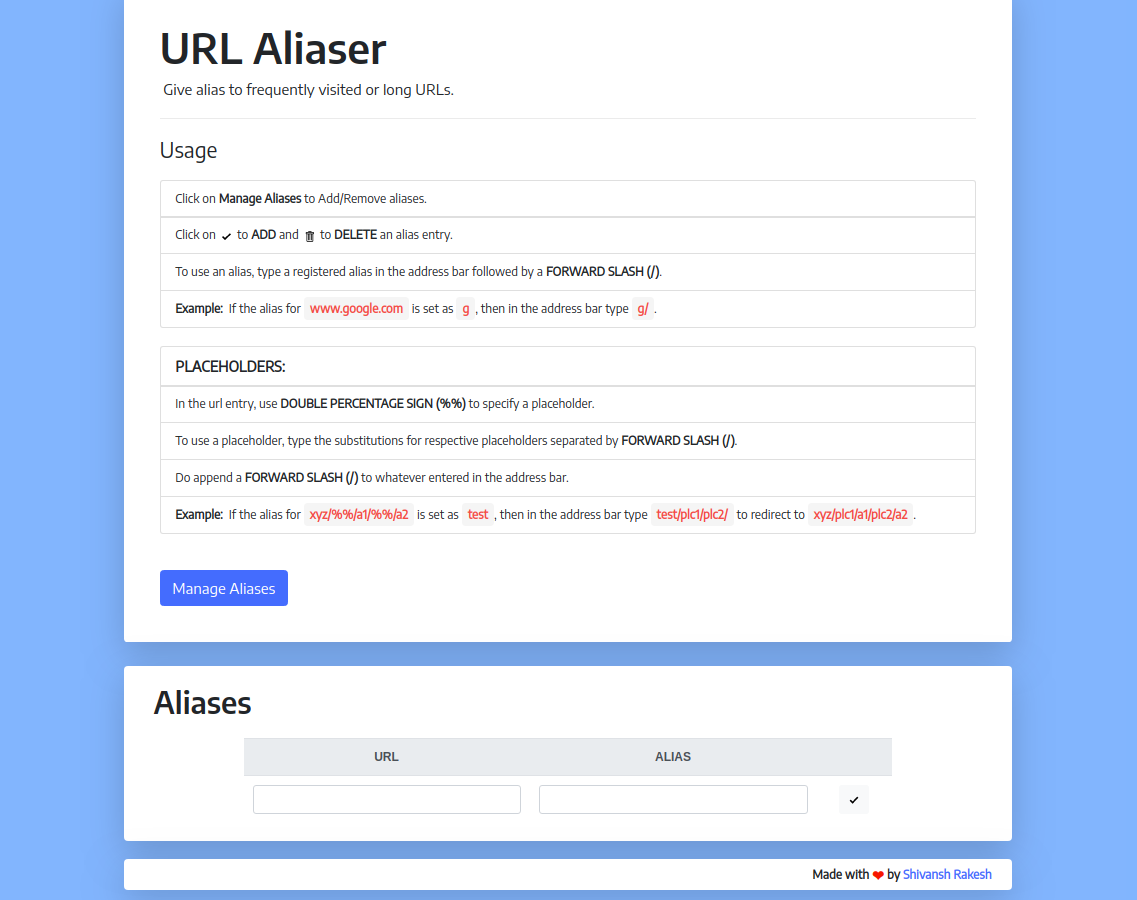 URL Aliaser
Give alias to frequently visited or long URLs.
Usage
Click on Manage Aliases to Add/Remove aliases.
Click on ✓ to ADD and 🗑 to DELETE an alias entry.
To use an alias, type a registered alias in the address bar followed by a FORWARD SLASH (/).
Example: If the alias for www.google.com is set as g , then in the address bar type g/ .
PLACEHOLDERS:
In the url entry, use DOUBLE PERCENTAGE SIGN (%%) to specify a placeholder.
To use a placeholder, type the substitutions for respective placeholders separated by FORWARD SLASH (/).
Do append a FORWARD SLASH (/) to whatever entered in the address bar.
Example: If the alias for xyz/%%/a1/%%/a2 is set as test , then in the address bar type test/plc1/plc2/ to redirect to xyz/plc1/a1/plc2/a2 .
Manage Aliases
Aliases
URL ALIAS
Made with ❤ by Shivansh Rakesh